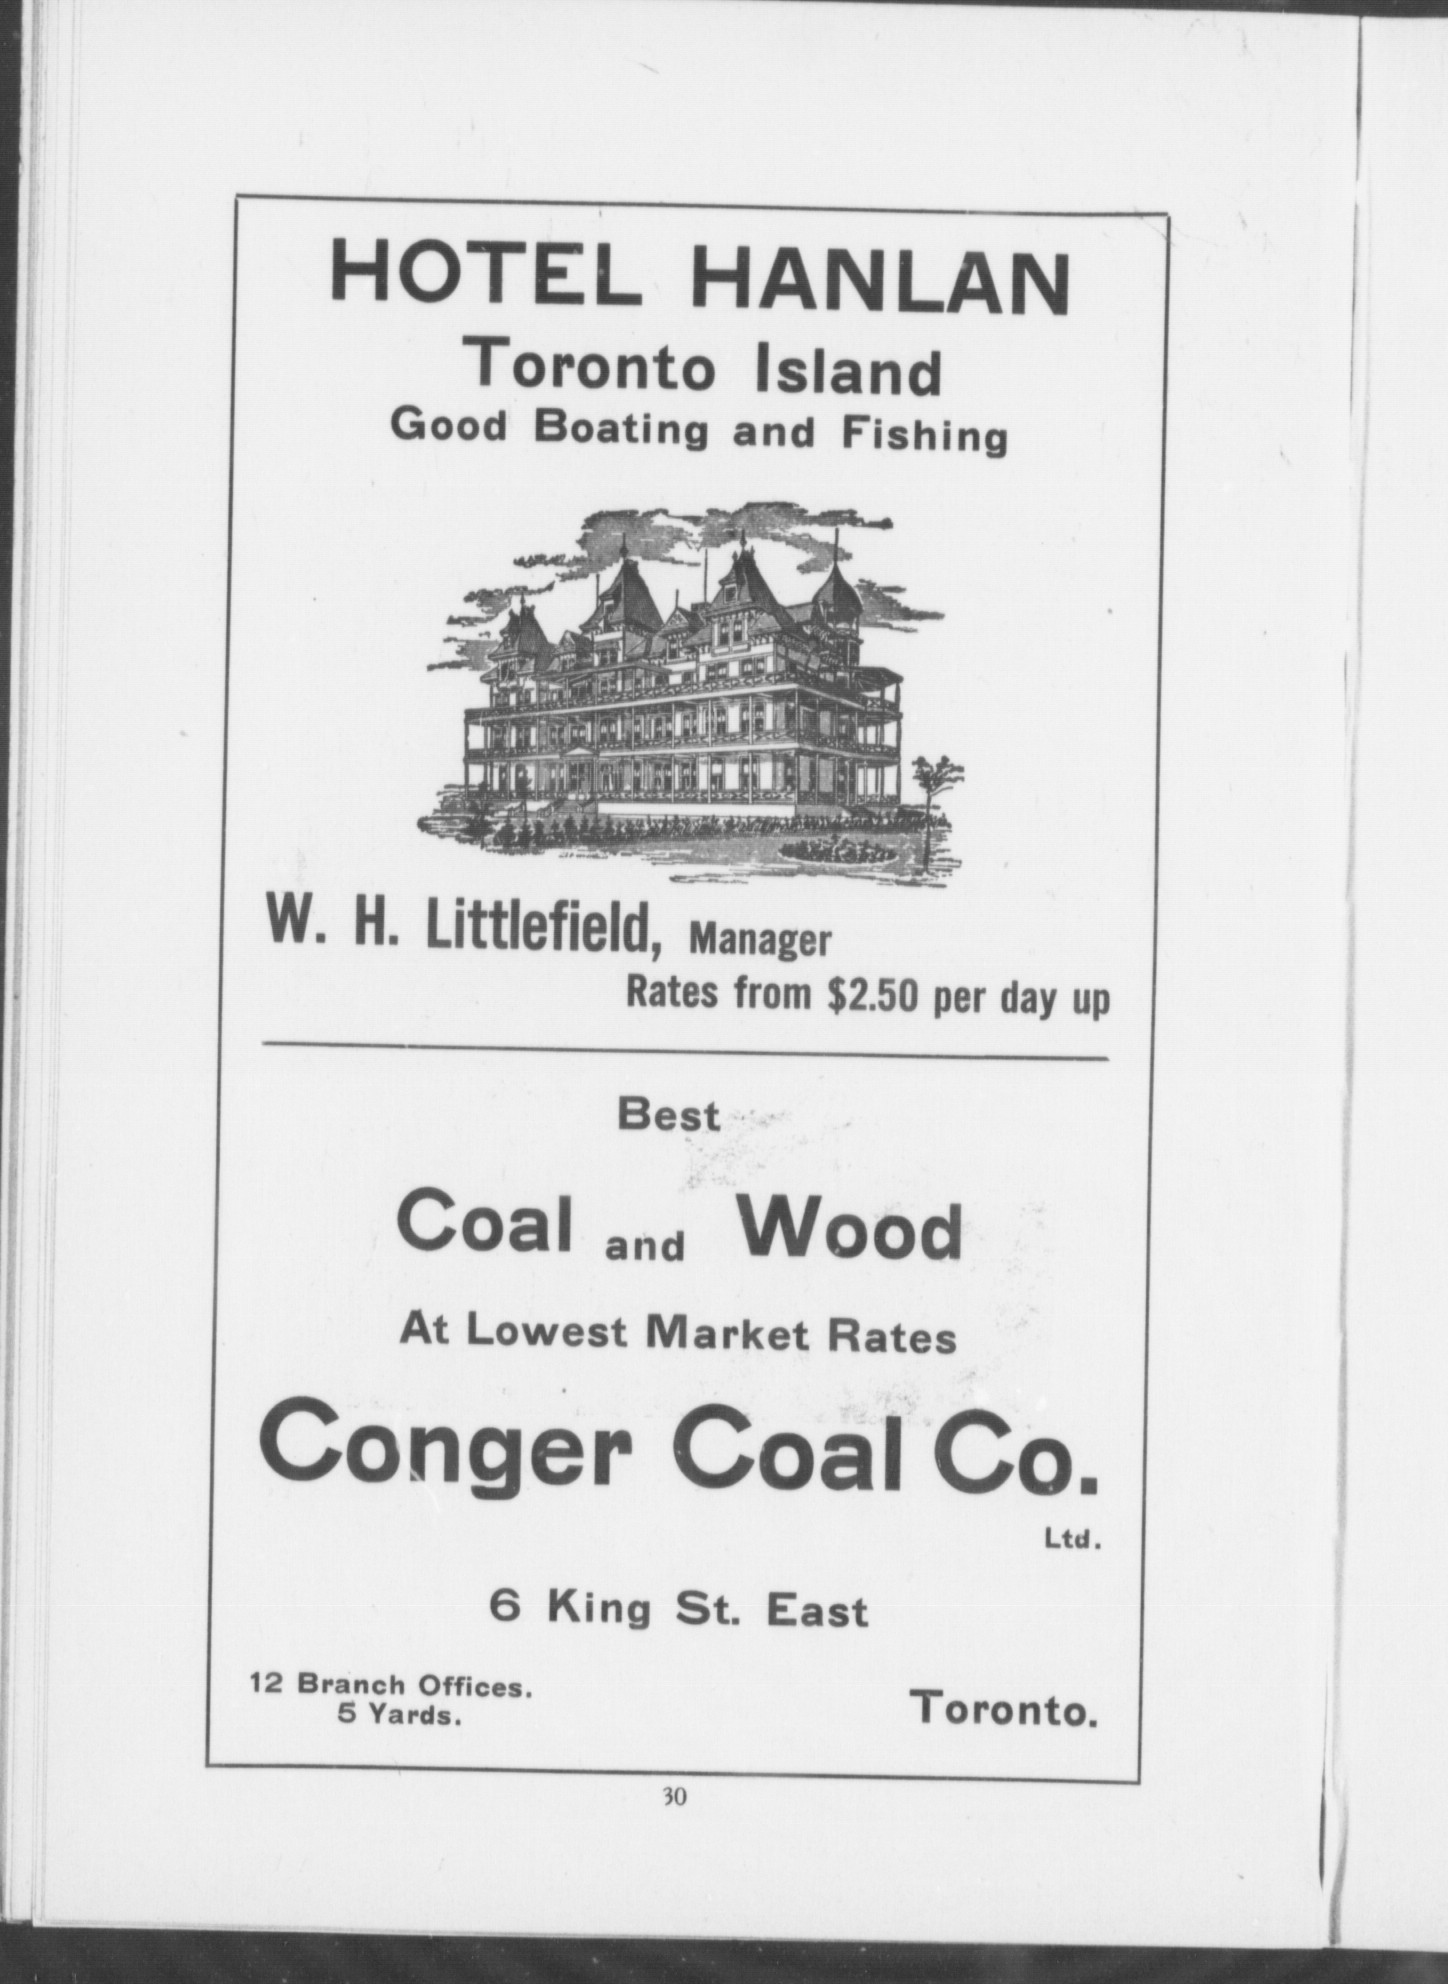 HOTEL HANLAN
Toronto Island
Good Boating and Fishing
W. H. Littlefield, Manager
Rates from $2.50 per day up
Best
Coal and Wood
At Lowest Market Rates
Conger Coal Co.
Ltd.
6 King St. East
12 Branch Offices.
5 Yards.
Toronto.
30